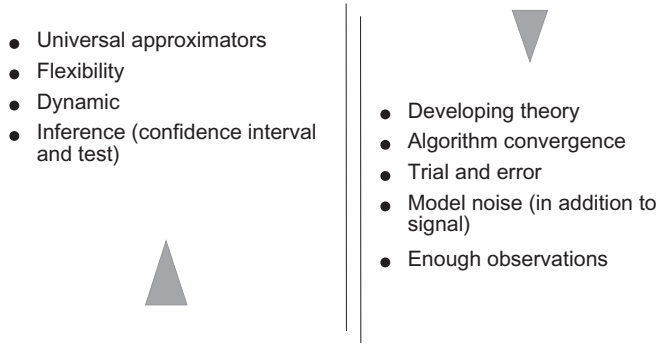 ● Universal approximators
● Flexibility
● Dynamic
● Inference (confidence interval
and test)
● Developing theory
● Algorithm convergence
● Trial and error
● Model noise (in addition to
signal)
● Enough observations